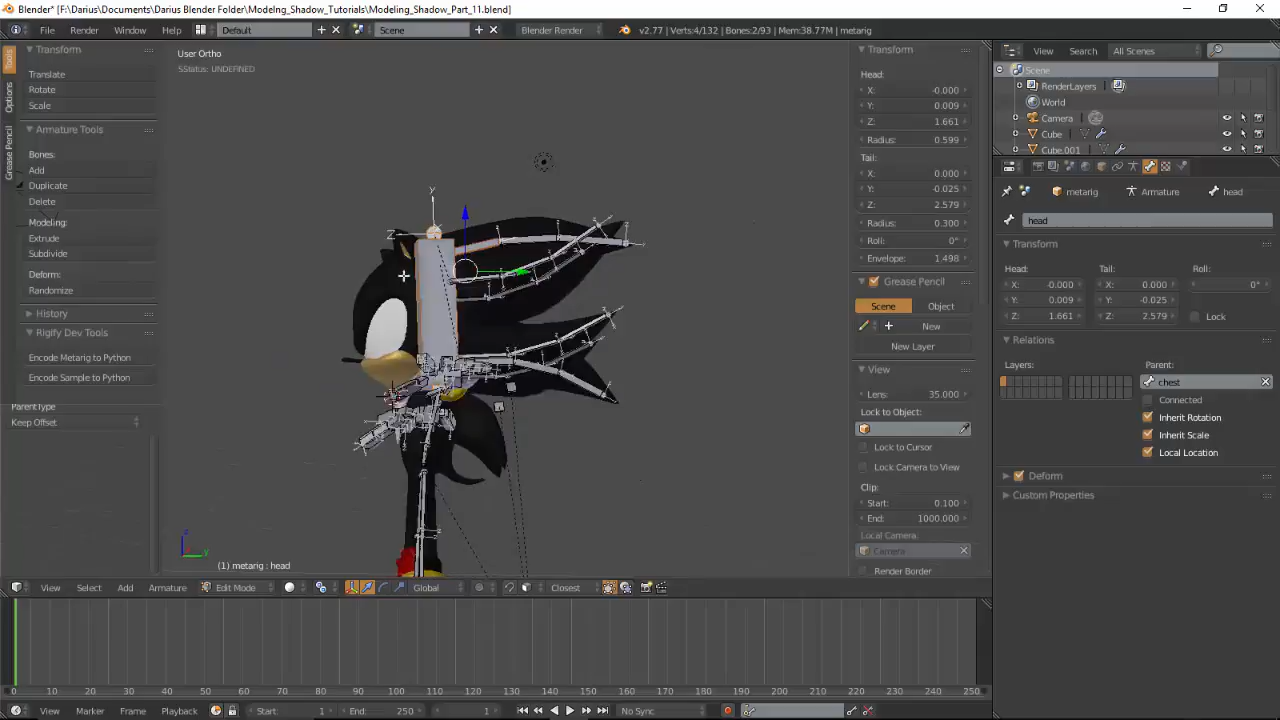 Blender* [F:\Darius\Documents\Darius Blender Folder\Modelng_Shadow_Tutorials\Modeling_Shadow_Part_11.blend]
File Render Window Help Default Scene Blender Render v2.77 | Verts:4/132 | Bones:2/93 | Mem:38.77M | metarig
Tools
Options
Grease Pencil
Transform
Translate
Rotate
Scale
Armature Tools
Bones:
Add
Duplicate
Delete
Modeling:
Extrude
Subdivide
Deform:
Randomize
History
Rigify Dev Tools
Encode Metarig to Python
Encode Sample to Python
Parent Type
Keep Offset
User Ortho
SStatus: UNDEFINED
y
Z
z
y
(1) metarig : head
Transform
Head:
X: -0.000
Y: 0.009
Z: 1.661
Radius: 0.599
Tail:
X: 0.000
Y: -0.025
Z: 2.579
Radius: 0.300
Roll: 0°
Envelope: 1.498
Grease Pencil
Scene Object
New
New Layer
View
Lens: 35.000
Lock to Object:
Lock to Cursor
Lock Camera to View
Clip:
Start: 0.100
End: 1000.000
Local Camera:
Camera
Render Border
View Search All Scenes
Scene
RenderLayers
World
Camera
Cube
Cube.001
metarig Armature head
head
Transform
Head: Tail: Roll:
X: -0.000 X: 0.000 0°
Y: 0.009 Y: -0.025
Z: 1.661 Z: 2.579 Lock
Relations
Layers: Parent:
chest
Connected
Inherit Rotation
Inherit Scale
Local Location
Deform
Custom Properties
View Select Add Armature Edit Mode Global Closest
0 10 20 30 40 50 60 70 80 90 100 110 120 130 140 150 160 170 180 190 200 210 220 230 240 250
View Marker Frame Playback Start: 1 End: 250 1 No Sync